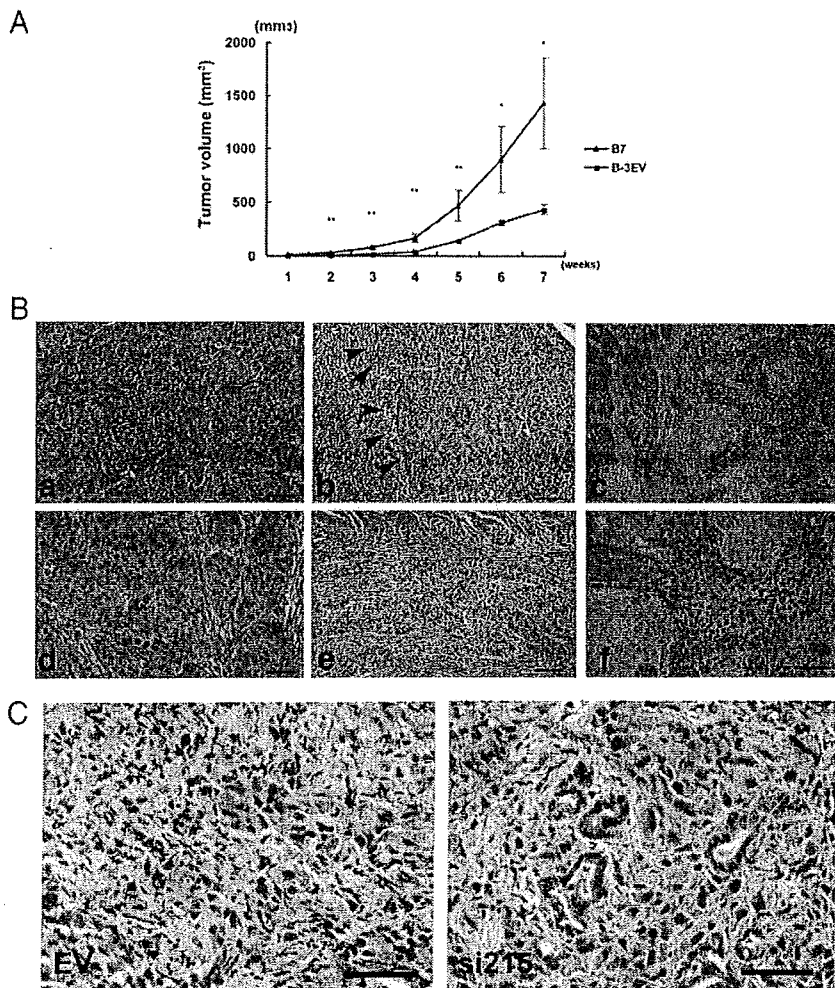 A
(mm3)
Tumor volume (mm3)
2000
1500
1000
500
0
** ** ** ** * *
B7
B-3EV
1 2 3 4 5 6 7
(weeks)
B
a b c
d e f
C
EV si215